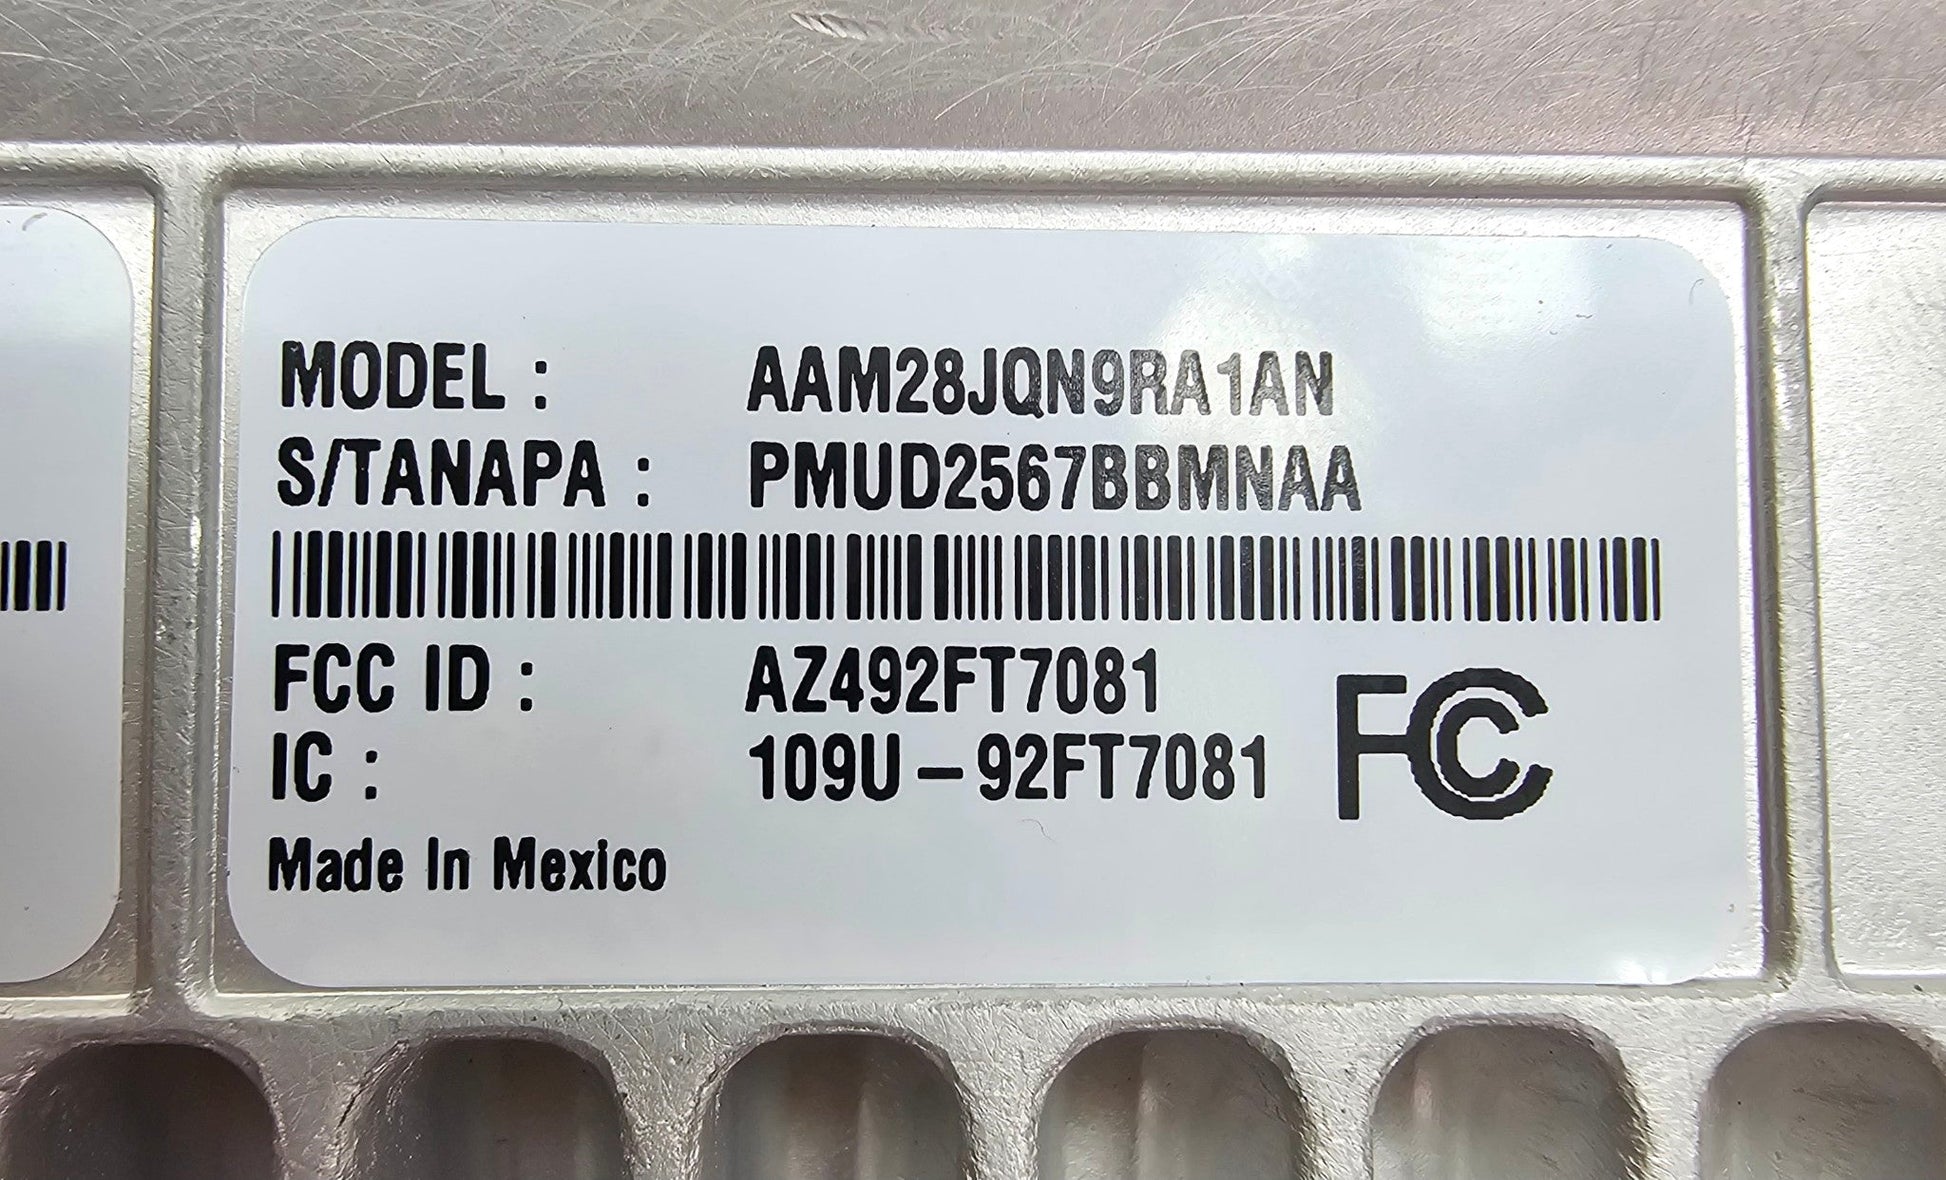 MODEL : AAM28JQN9RA1AN
S/TANAPA : PMUD2567BBMNAA
FCC ID : AZ492FT7081
IC : 109U-92FT7081
FC
Made In Mexico